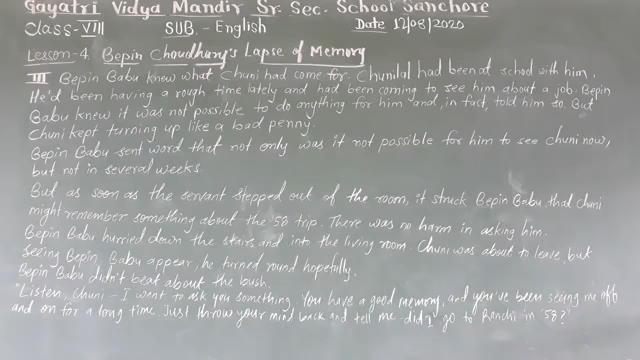 Gayatri Vidya Mandir Sr. Sec. School Sanchore
Class-VIII SUB.- English Date 12/08/2020
Lesson-4 Bepin Choudhary's Lapse of Memory
III Bepin Babu knew what Chuni had come for. Chunilal had been at school with him.
He'd been having a rough time lately and had been coming to see him about a job. Bepin
Babu knew it was not possible to do anything for him and, in fact, told him so. But
Chuni kept turning up like a bad penny.
Bepin Babu sent word that not only was it not possible for him to see Chuni now,
but not in several weeks.
But as soon as the servant stepped out of the room, it struck Bepin Babu that Chuni
might remember something about the '58 trip. There was no harm in asking him.
Bepin Babu hurried down the stairs and into the living room. Chuni was about to leave, but
seeing Bepin Babu appear, he turned round hopefully.
Bepin Babu didn't beat about the bush.
"Listen, Chuni - I want to ask you something. You have a good memory, and you've been seeing me off
and on for a long time. Just throw your mind back and tell me did I go to Ranchi in '58?"